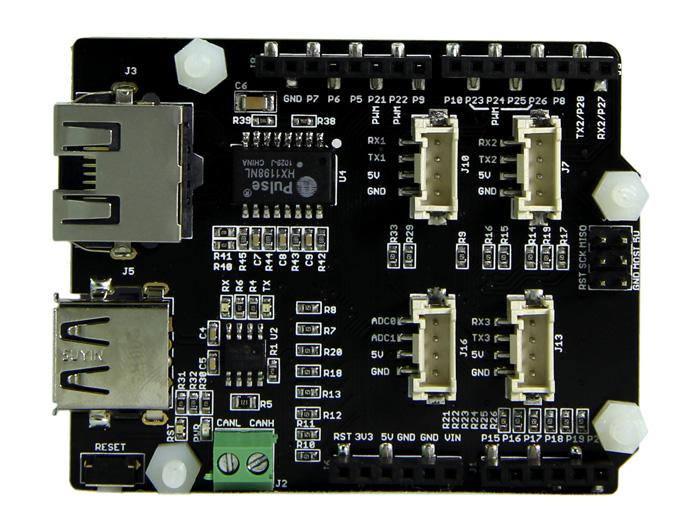 J3
C6
R39
R38
GND P7 P6 P5 P21 P22 P9
PWM PWM
P10 P23 P24 P25 P26 P8 TX2/P28 RX2/P27
PWM
Pulse
HX1198NL
1029-J CHINA
U4
RX1
TX1
5V
GND
J10
RX2
TX2
5V
GND
J7
R41
R40
R45
C7
R44
C8
R43
C9
R42
R33
R29
R9
R16
R15
R14
R19
R17
MISO 5V
SCK MOSI
RST GND
J5
SUYIN
RX
R6
R4
TX
C4
C5
U2
R1
R5
R8
R7
R20
R18
R13
R12
R11
R10
ADC0
ADC1
5V
GND
J16
RX3
TX3
5V
GND
J13
R31
R32
R30
RST
RESET
CANL CANH
J2
R21
R22
R23
R24
R25
R26
RST 3V3 5V GND GND VIN
P15 P16 P17 P18 P19